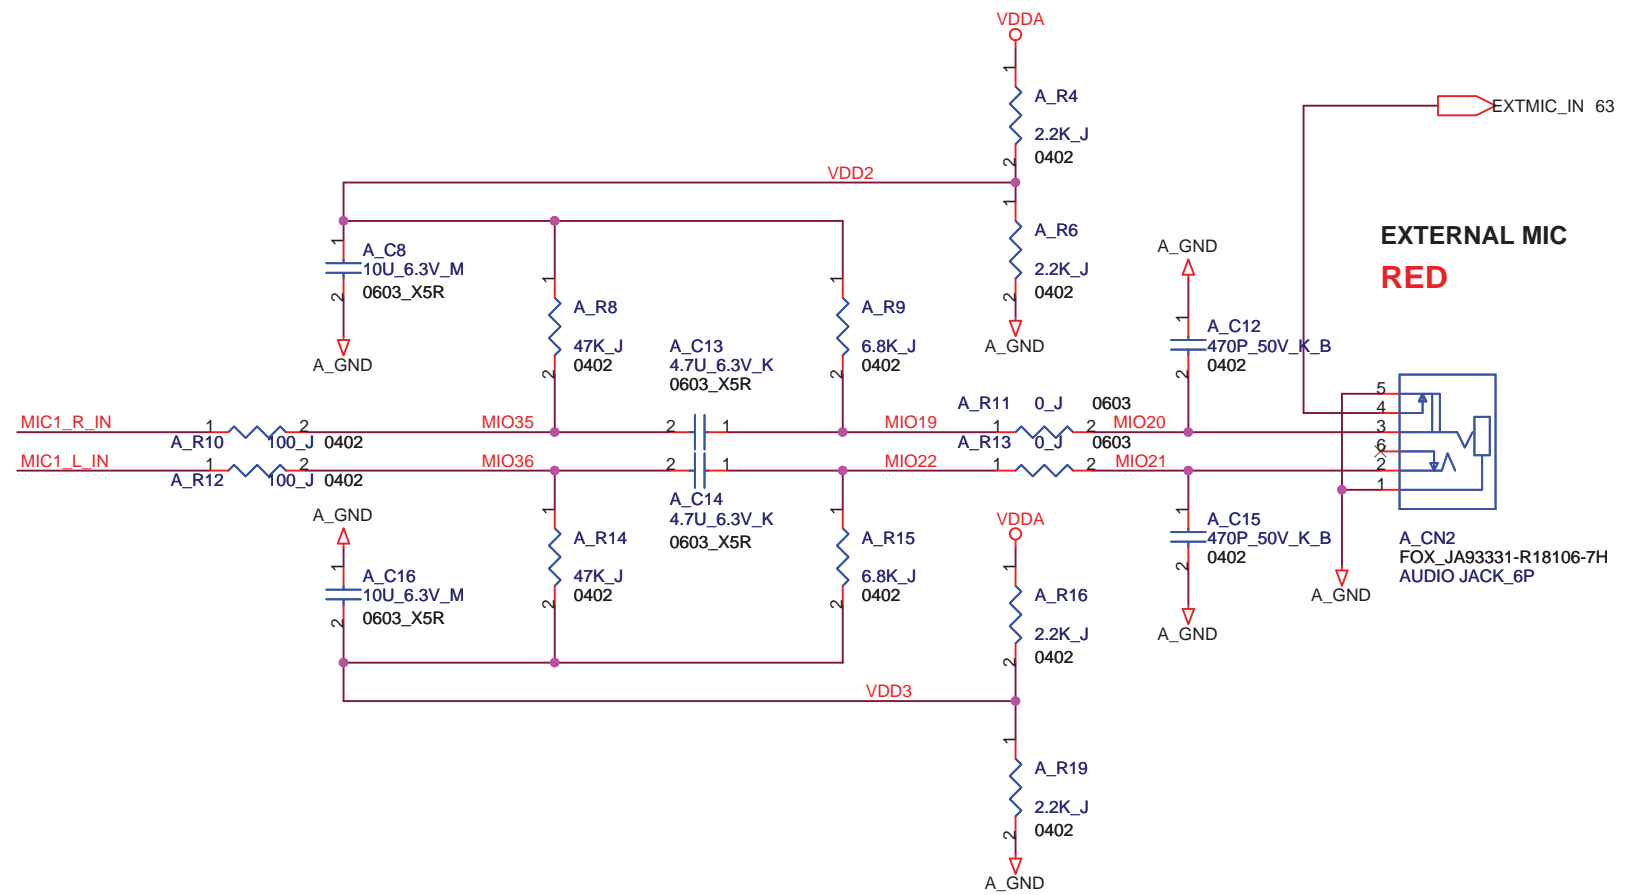 VDDA
1
A_R4
2.2K_J
0402
2
EXTMIC_IN 63
VDD2
1
A_R6
2.2K_J
0402
2
A_GND
EXTERNAL MIC
RED
1
A_C8
10U_6.3V_M
0603_X5R
2
A_GND
1
A_R8
47K_J
0402
2
A_C13
4.7U_6.3V_K
0603_X5R
1
A_R9
6.8K_J
0402
2
A_GND
1
A_C12
470P_50V_K_B
0402
2
A_R11 0_J 0603
MIC1_R_IN
1 2
A_R10 100_J 0402
MIO35
2 1
MIO19
1 2
MIO20
A_R13 0_J 0603
MIC1_L_IN
1 2
A_R12 100_J 0402
MIO36
2 1
MIO22
1 2
MIO21
5
4
3
6
2
1
A_CN2
FOX_JA93331-R18106-7H
AUDIO JACK_6P
A_GND
A_C14
4.7U_6.3V_K
0603_X5R
A_GND
1
A_C16
10U_6.3V_M
0603_X5R
2
1
A_R14
47K_J
0402
2
1
A_R15
6.8K_J
0402
2
1
A_C15
470P_50V_K_B
0402
2
A_GND
VDDA
1
A_R16
2.2K_J
0402
2
VDD3
1
A_R19
2.2K_J
0402
2
A_GND